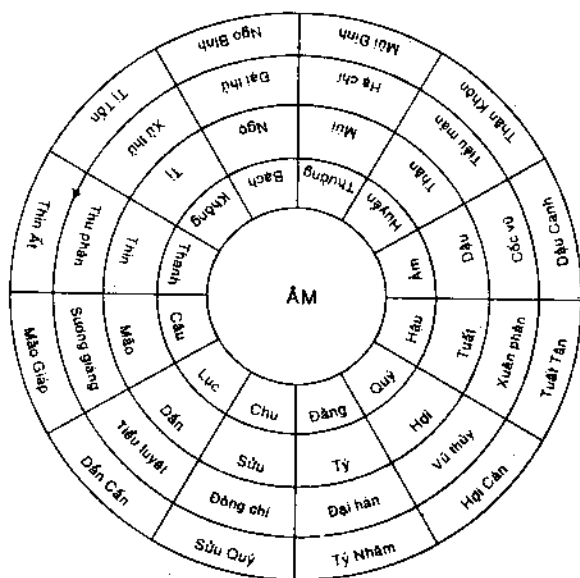 Ngọ Bính
Mùi Đinh
Thân Khôn
Dậu Canh
Tuất Tân
Hợi Càn
Tý Nhâm
Sửu Quý
Dần Cấn
Mão Giáp
Thìn Ất
Tị Tốn
Đại thử
Hạ chí
Tiểu mãn
Cốc vũ
Xuân phân
Vũ thủy
Đại hàn
Đông chí
Tiểu tuyết
Sương giáng
Thu phân
Xử thử
Ngọ
Mùi
Thân
Dậu
Tuất
Hợi
Tý
Sửu
Dần
Mão
Thìn
Tị
Bạch
Thường
Huyền
Âm
Hậu
Quý
Đằng
Chu
Lục
Câu
Thanh
Không
ÂM